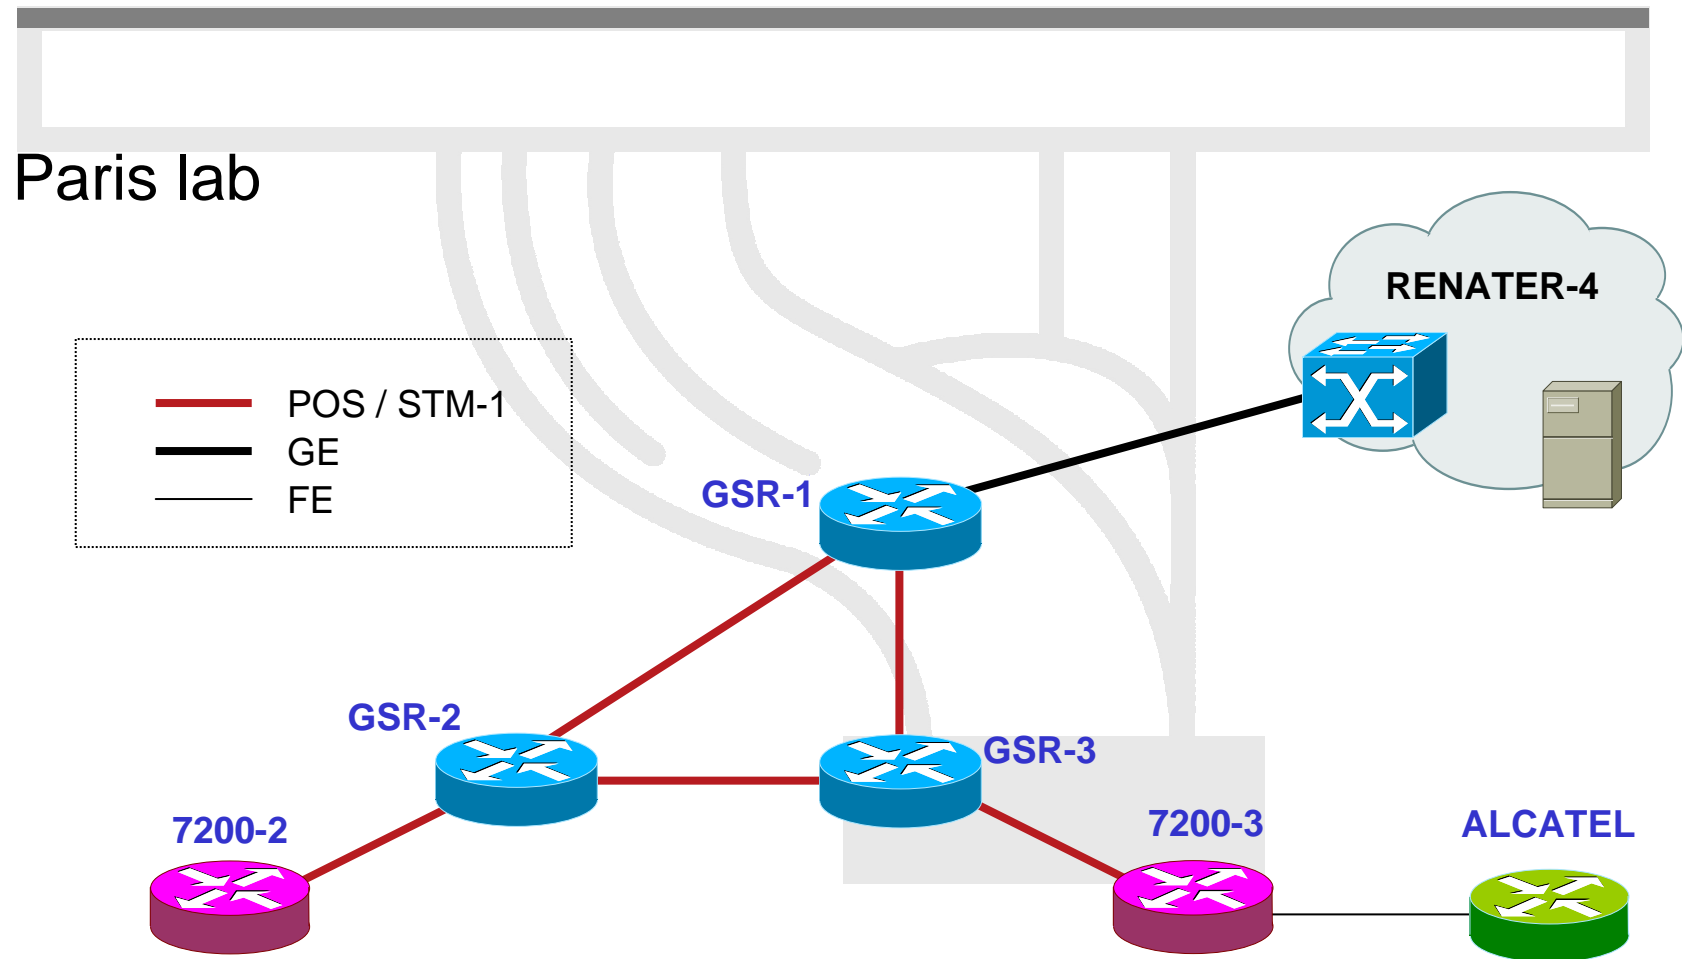 Paris lab
RENATER-4
POS / STM-1
GE
FE
GSR-1
GSR-2
GSR-3
7200-2
7200-3
ALCATEL